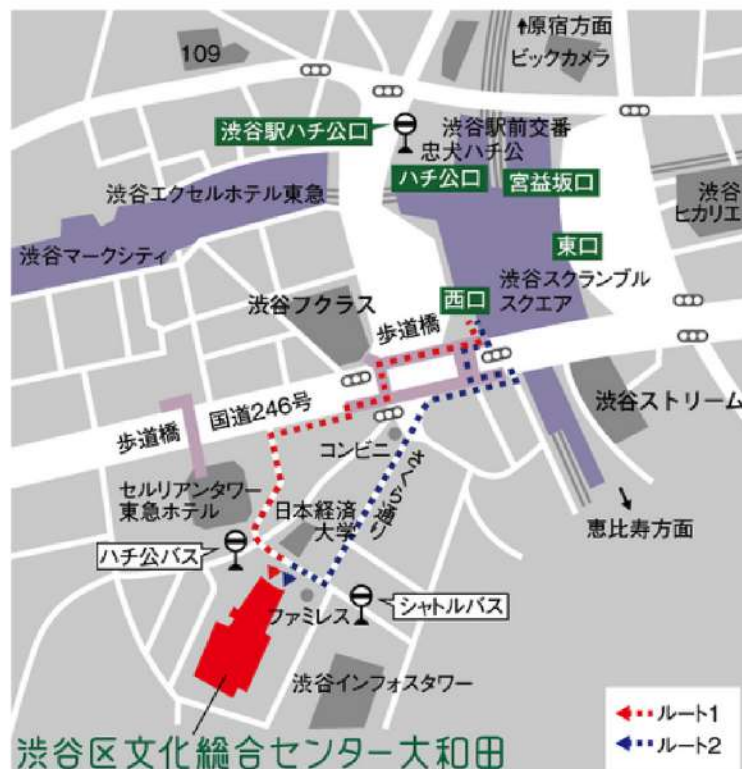 ↑原宿方面
ビックカメラ
109
渋谷駅ハチ公口
渋谷駅前交番
忠犬ハチ公
ハチ公口
宮益坂口
渋谷
ヒカリエ
渋谷エクセルホテル東急
渋谷マークシティ
東口
渋谷スクランブル
スクエア
西口
渋谷フクラス
歩道橋
国道246号
歩道橋
渋谷ストリーム
コンビニ
さくら通り
セルリアンタワー
東急ホテル
日本経済
大学
恵比寿方面
ハチ公バス
ファミレス
シャトルバス
渋谷インフォスタワー
ルート1
ルート2
渋谷区文化総合センター大和田